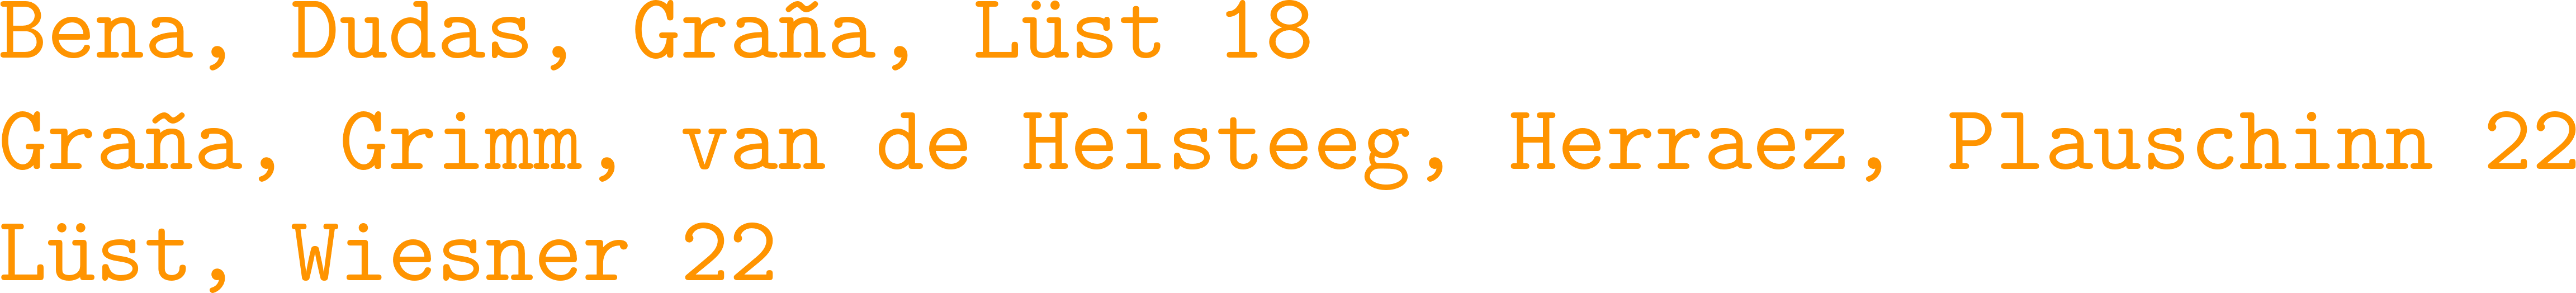 Bena, Dudas, Graña, Lüst 18
Graña, Grimm, van de Heisteeg, Herraez, Plauschinn 22
Lüst, Wiesner 22